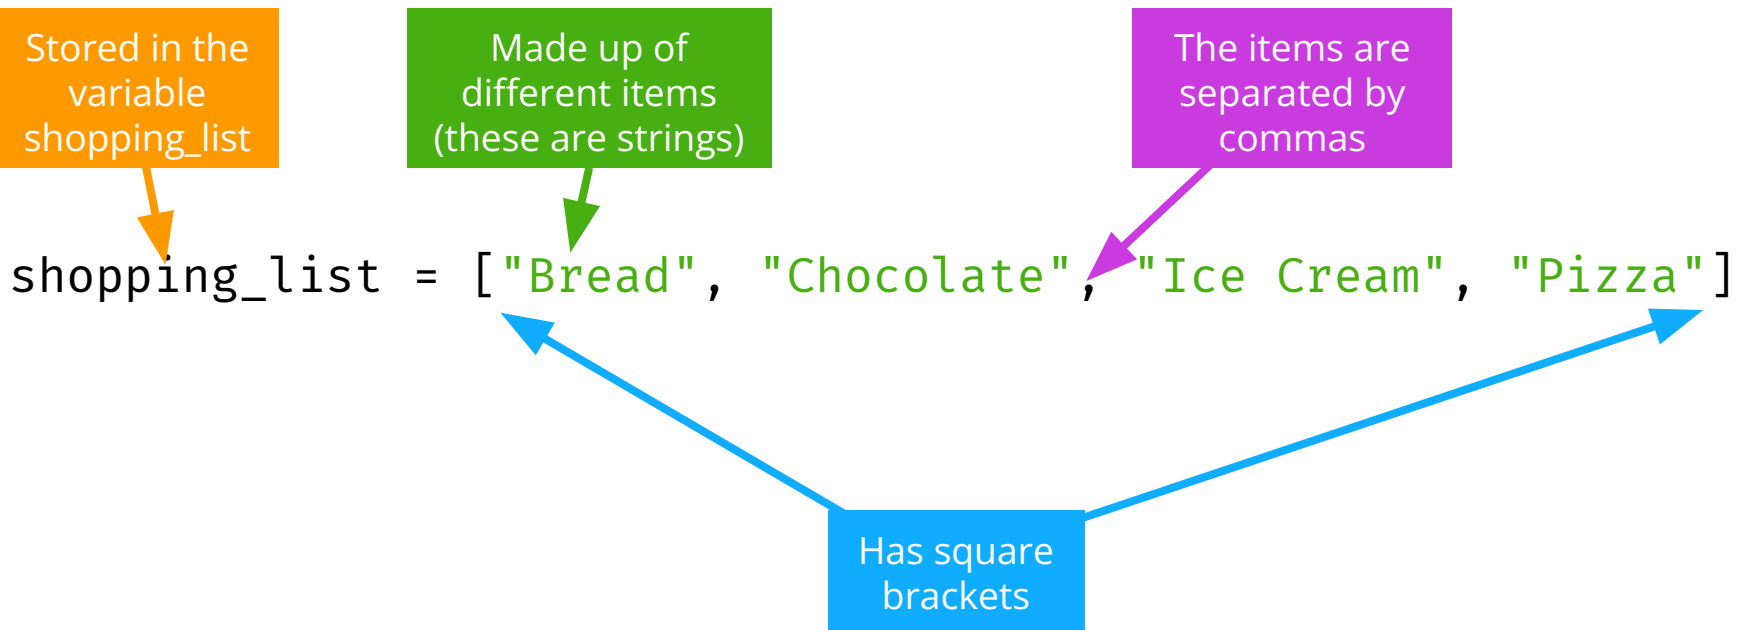 Stored in the
variable
shopping_list
Made up of
different items
(these are strings)
The items are
separated by
commas
shopping_list = ["Bread", "Chocolate", "Ice Cream", "Pizza"]
Has square
brackets